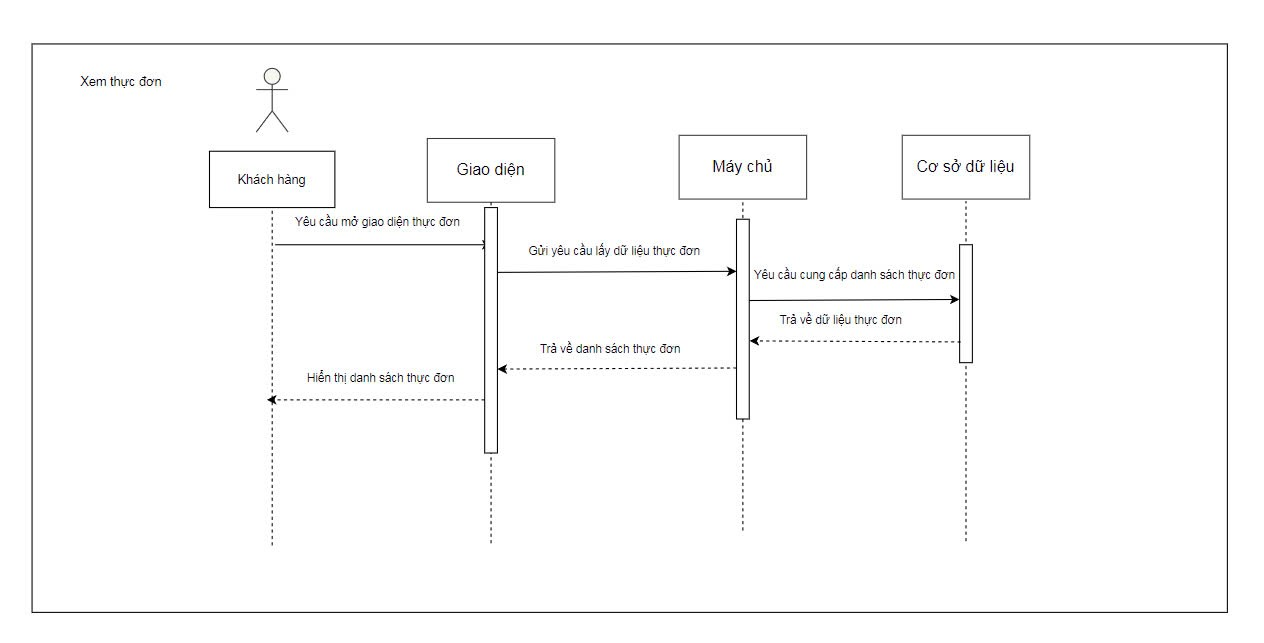 Xem thực đơn
Khách hàng
Giao diện
Máy chủ
Cơ sở dữ liệu
Yêu cầu mở giao diện thực đơn
Gửi yêu cầu lấy dữ liệu thực đơn
Yêu cầu cung cấp danh sách thực đơn
Trả về dữ liệu thực đơn
Trả về danh sách thực đơn
Hiển thị danh sách thực đơn